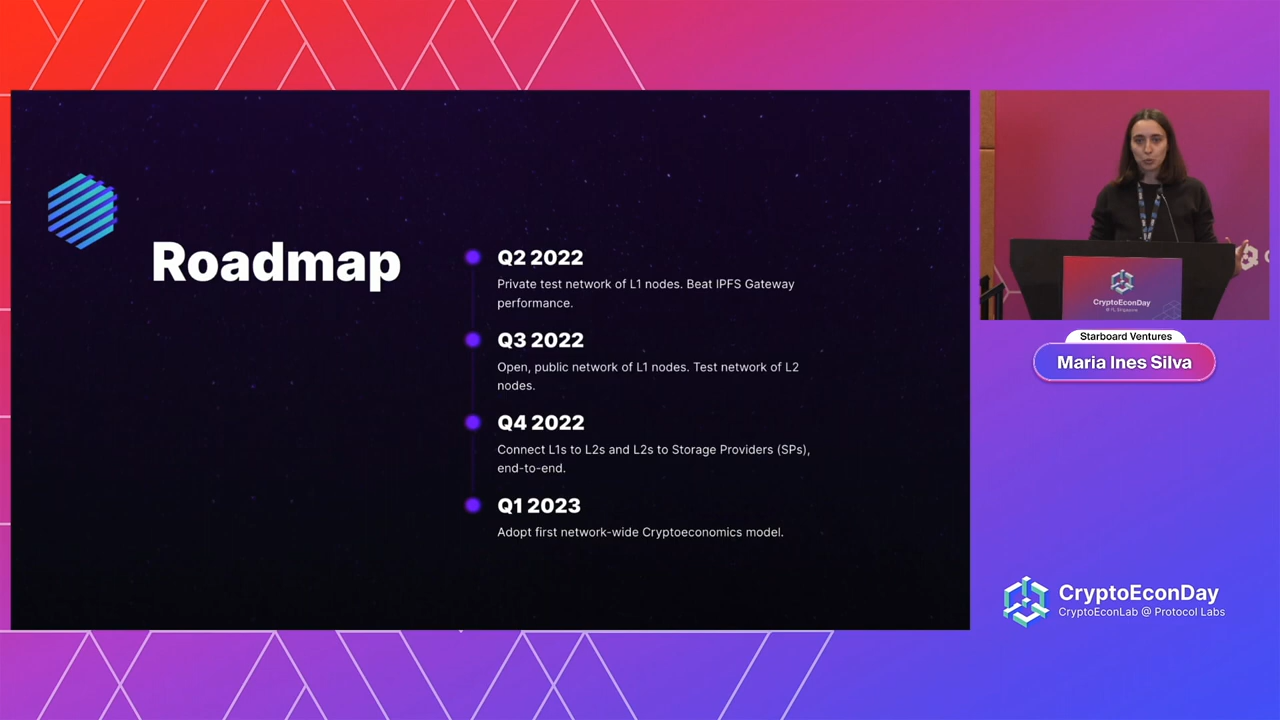 Roadmap
Q2 2022
Private test network of L1 nodes. Beat IPFS Gateway
performance.
Q3 2022
Open, public network of L1 nodes. Test network of L2
nodes.
Q4 2022
Connect L1s to L2s and L2s to Storage Providers (SPs),
end-to-end.
Q1 2023
Adopt first network-wide Cryptoeconomics model.
CryptoEconDay
Starboard Ventures
Maria Ines Silva
CryptoEconDay
CryptoEconLab @ Protocol Labs